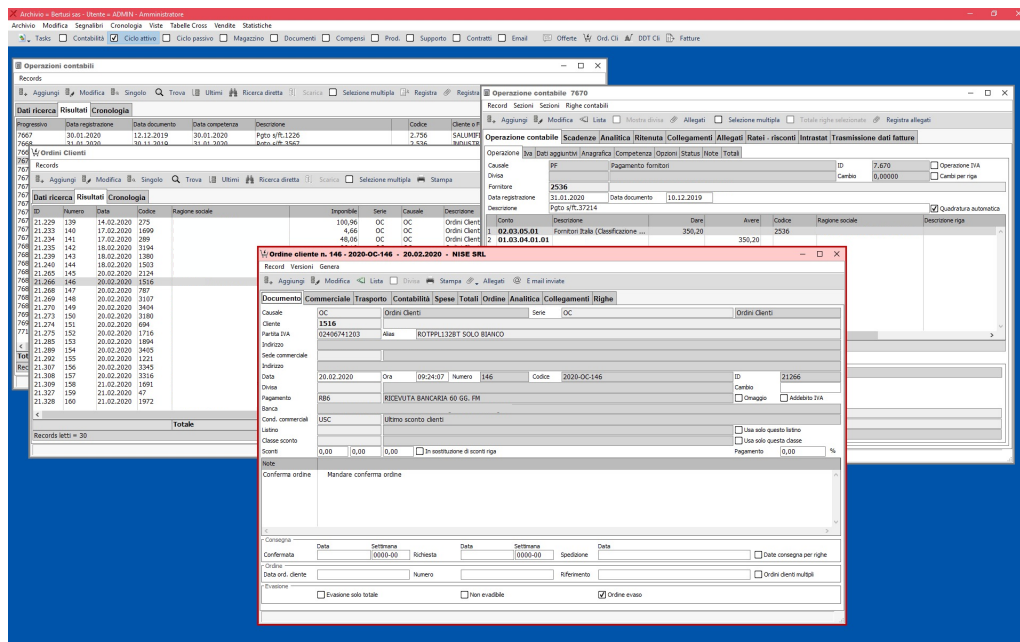 Archivio = Bertusi sas - Utente = ADMIN - Amministratore
Archivio Modifica Segnalibri Cronologia Viste Tabelle Cross Vendite Statistiche
Tasks Contabilità Ciclo attivo Ciclo passivo Magazzino Documenti Compensi Prod. Supporto Contratti Email Offerte Ord. Cli DDT Cli Fatture
Operazioni contabili
Records
Aggiungi Modifica Singolo Trova Ultimi Ricerca diretta Scarica Selezione multipla Registra Registra
Dati ricerca Risultati Cronologia
Progressivo Data registrazione Data documento Data competenza Descrizione Codice Cliente o F
7667 30.01.2020 12.12.2019 30.01.2020 Pgto s/ft.1226 2.756 SALUMIFI
7668 31.01.2020 30.11.2019 31.01.2020 Pgto s/ft.3567 2.536 INDUSTR
Ordini Clienti
Records
Aggiungi Modifica Singolo Trova Ultimi Ricerca diretta Scarica Selezione multipla Stampa
Dati ricerca Risultati Cronologia
ID Numero Data Codice Ragione sociale Imponibile Serie Causale Descrizione
21.229 139 14.02.2020 275 100,96 OC OC Ordini Client
21.233 140 17.02.2020 1699 4,66 OC OC Ordini Client
21.234 141 17.02.2020 289 48,06 OC OC Ordini Client
21.235 142 18.02.2020 3194
21.239 143 18.02.2020 1380
21.240 144 18.02.2020 1503
21.265 145 20.02.2020 2124
21.266 146 20.02.2020 1516
21.268 147 20.02.2020 787
21.269 148 20.02.2020 3107
21.270 149 20.02.2020 3404
21.273 150 20.02.2020 3180
21.274 151 20.02.2020 694
21.275 152 20.02.2020 1716
21.285 153 20.02.2020 1894
21.289 154 20.02.2020 3405
21.292 155 20.02.2020 1221
21.307 156 20.02.2020 3345
21.308 157 20.02.2020 3316
21.309 158 21.02.2020 1691
21.327 159 21.02.2020 47
21.328 160 21.02.2020 1972
Totale
Records letti = 30
Operazione contabile 7670
Record Sezioni Sezioni Righe contabili
Aggiungi Modifica Lista Mostra divisa Allegati Selezione multipla Totale righe selezionate Registra allegati
Operazione contabile Scadenze Analitica Ritenuta Collegamenti Allegati Ratei - risconti Intrastat Trasmissione dati fatture
Operazione Iva Dati aggiuntivi Anagrafica Competenza Opzioni Status Note Totali
Causale PF Pagamento fornitori ID 7.670 Operazione IVA
Divisa Cambio 0,00000 Cambi per riga
Fornitore 2536
Data registrazione 31.01.2020 Data documento 10.12.2019
Descrizione Pgto s/ft.37214 Quadratura automatica
Conto Descrizione Dare Avere Codice Ragione sociale Descrizione riga
1 02.03.05.01 Fornitori Italia (Classificazione ... 350,20 2536
2 01.03.04.01.01 350,20
Ordine cliente n. 146 - 2020-OC-146 - 20.02.2020 - NISE SRL
Record Versioni Genera
Aggiungi Modifica Lista Divisa Stampa Allegati E mail inviate
Documento Commerciale Trasporto Contabilità Spese Totali Ordine Analitica Collegamenti Righe
Causale OC Ordini Clienti Serie OC Ordini Clienti
Cliente 1516
Partita IVA 02406741203 Alias ROTPPL132BT SOLO BIANCO
Indirizzo
Sede commerciale
Indirizzo
Data 20.02.2020 Ora 09:24:07 Numero 146 Codice 2020-OC-146 ID 21266
Divisa Cambio
Pagamento RB6 RICEVUTA BANCARIA 60 GG. FM Omaggio Addebito IVA
Banca
Cond. commerciali USC Ultimo sconto clienti
Listino Usa solo questo listino
Classe sconto Usa solo questa classe
Sconti 0,00 0,00 0,00 In sostituzione di sconti riga Pagamento 0,00 %
Note
Conferma ordine Mandare conferma ordine
Consegna
Data Settimana Data Settimana Data
Confermata 0000-00 Richiesta 0000-00 Spedizione Date consegna per righe
Ordine
Data ord. cliente Numero Riferimento Ordini clienti multipli
Evasione
Evasione solo totale Non evadibile Ordine evaso